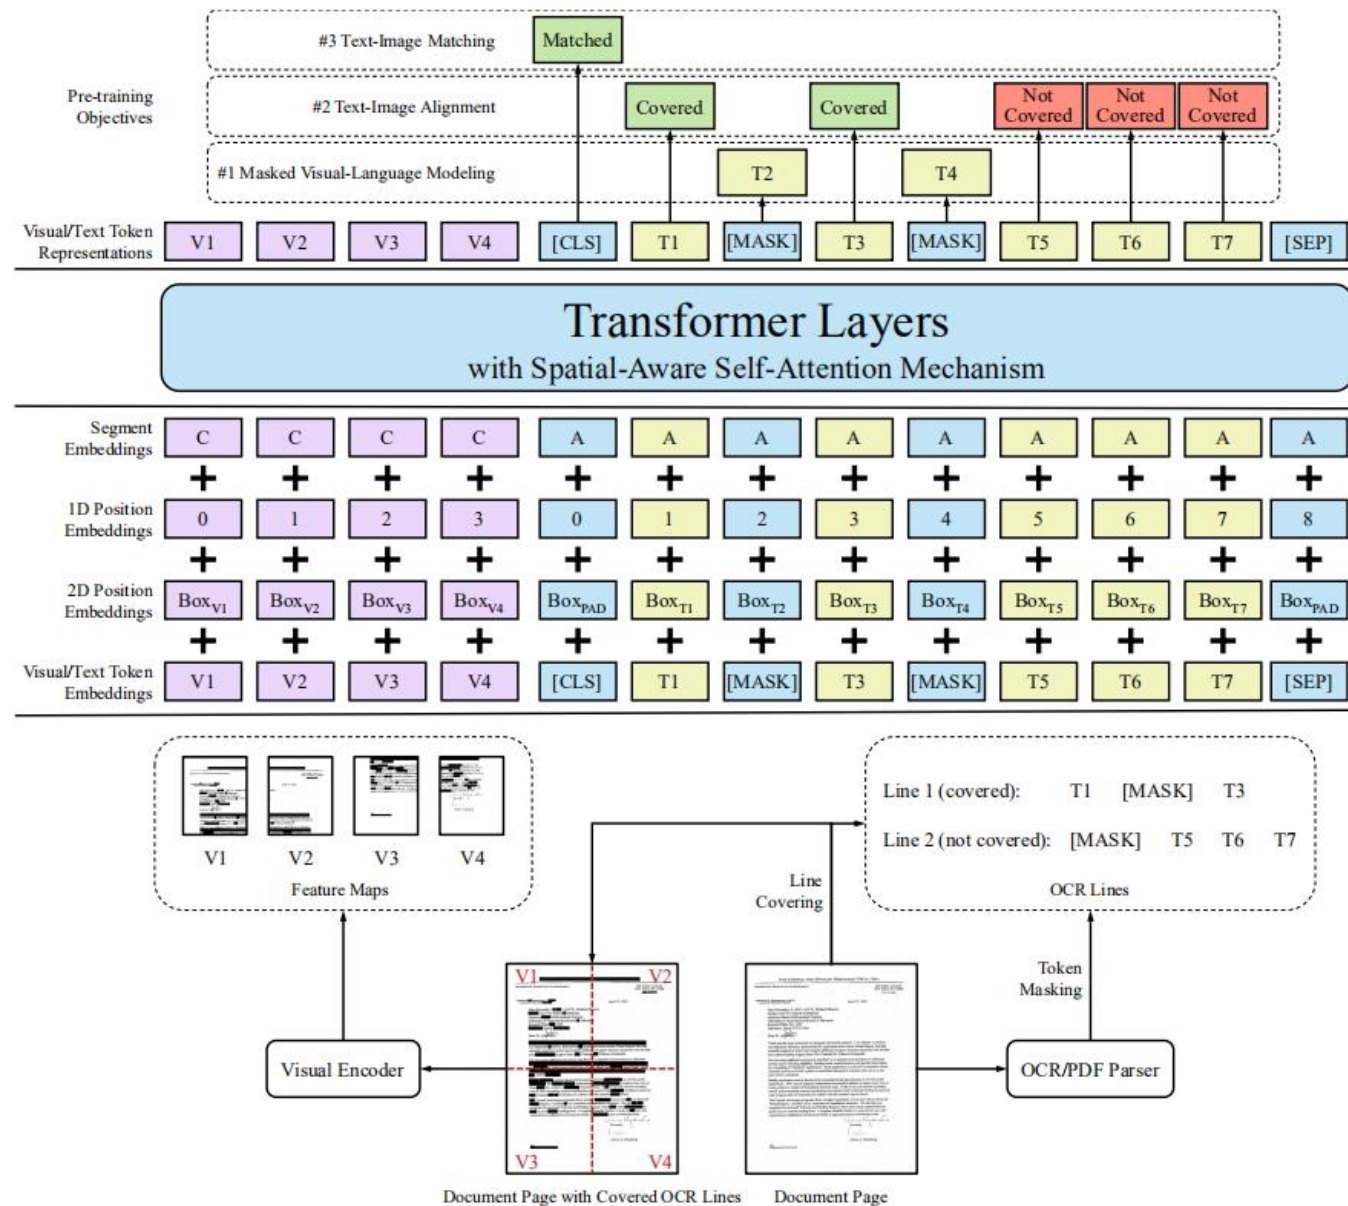 #3 Text-Image Matching
Matched
Pre-training
Objectives
#2 Text-Image Alignment
Covered
Covered
Not
Covered
Not
Covered
Not
Covered
#1 Masked Visual-Language Modeling
T2
T4
Visual/Text Token
Representations
V1 V2 V3 V4 [CLS] T1 [MASK] T3 [MASK] T5 T6 T7 [SEP]
Transformer Layers
with Spatial-Aware Self-Attention Mechanism
Segment
Embeddings
C C C C A A A A A A A A A
+ + + + + + + + + + + + +
1D Position
Embeddings
0 1 2 3 0 1 2 3 4 5 6 7 8
+ + + + + + + + + + + + +
2D Position
Embeddings
BoxV1 BoxV2 BoxV3 BoxV4 BoxPAD BoxT1 BoxT2 BoxT3 BoxT4 BoxT5 BoxT6 BoxT7 BoxPAD
+ + + + + + + + + + + + +
Visual/Text Token
Embeddings
V1 V2 V3 V4 [CLS] T1 [MASK] T3 [MASK] T5 T6 T7 [SEP]
V1 V2 V3 V4
Feature Maps
Line 1 (covered): T1 [MASK] T3
Line 2 (not covered): [MASK] T5 T6 T7
OCR Lines
Line
Covering
Token
Masking
V1 V2
V3 V4
Visual Encoder
OCR/PDF Parser
Document Page with Covered OCR Lines
Document Page